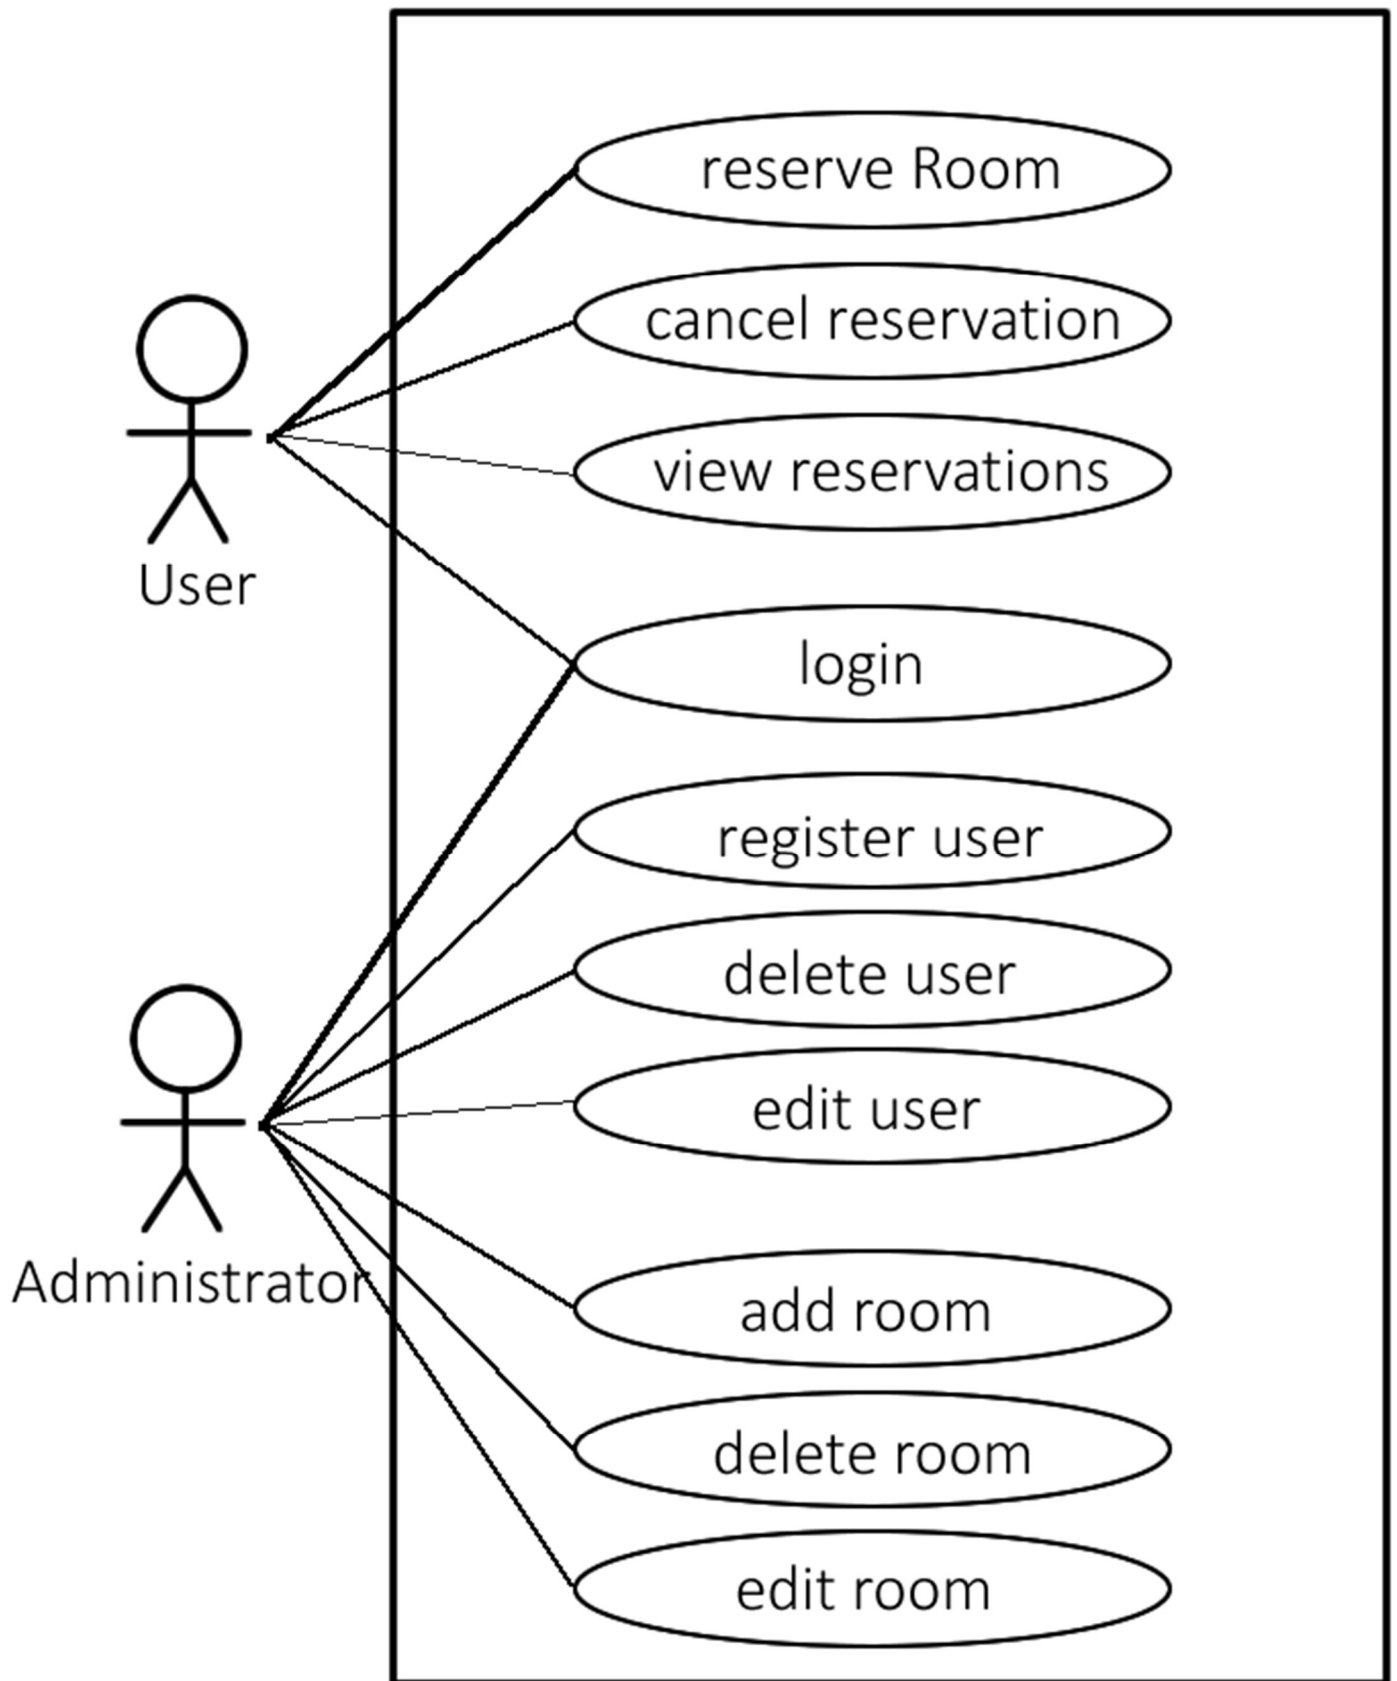 reserve Room
cancel reservation
view reservations
User
login
register user
delete user
edit user
Administrator
add room
delete room
edit room